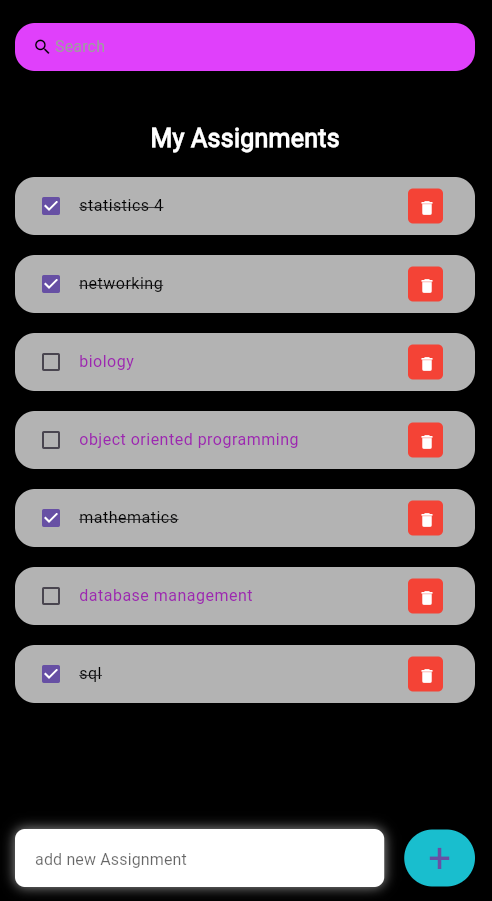 Search
My Assignments
statistics 4
networking
biology
object oriented programming
mathematics
database management
sql
add new Assignment